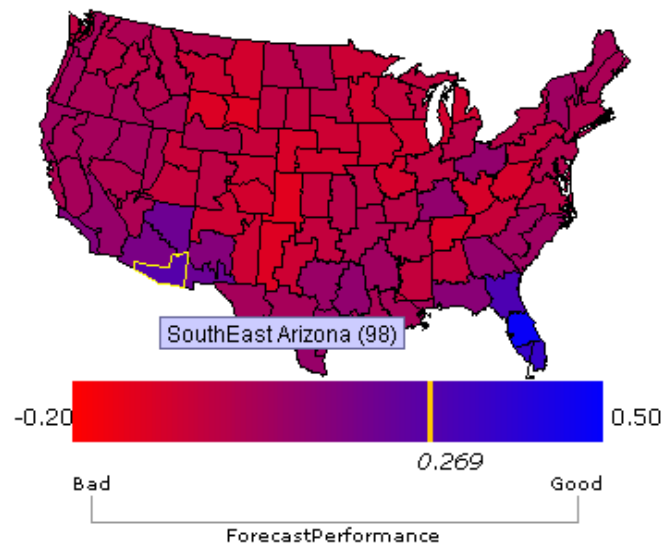 SouthEast Arizona (98)
-0.20
0.50
0.269
Bad
Good
ForecastPerformance